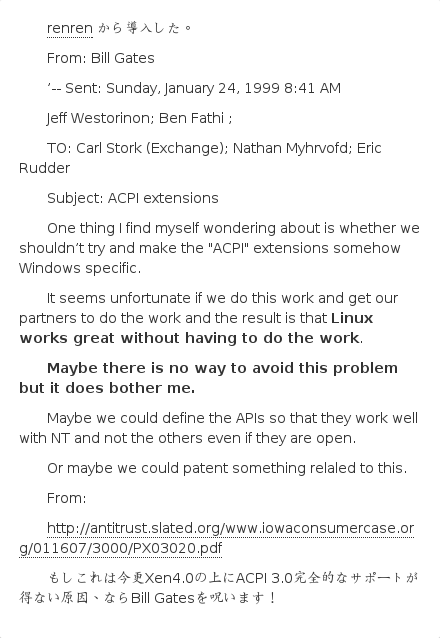 renren から導入した。
From: Bill Gates
’-- Sent: Sunday, January 24, 1999 8:41 AM
Jeff Westorinon; Ben Fathi ;
TO: Carl Stork (Exchange); Nathan Myhrvofd; Eric
Rudder
Subject: ACPI extensions
One thing I find myself wondering about is whether we
shouldn’t try and make the "ACPI" extensions somehow
Windows specific.
It seems unfortunate if we do this work and get our
partners to do the work and the result is that Linux
works great without having to do the work.
Maybe there is no way to avoid this problem
but it does bother me.
Maybe we could define the APIs so that they work well
with NT and not the others even if they are open.
Or maybe we could patent something relaled to this.
From:
http://antitrust.slated.org/www.iowaconsumercase.or
g/011607/3000/PX03020.pdf
もしこれは今更Xen4.0の上にACPI 3.0完全的なサポートが
得ない原因、ならBill Gatesを呪います！